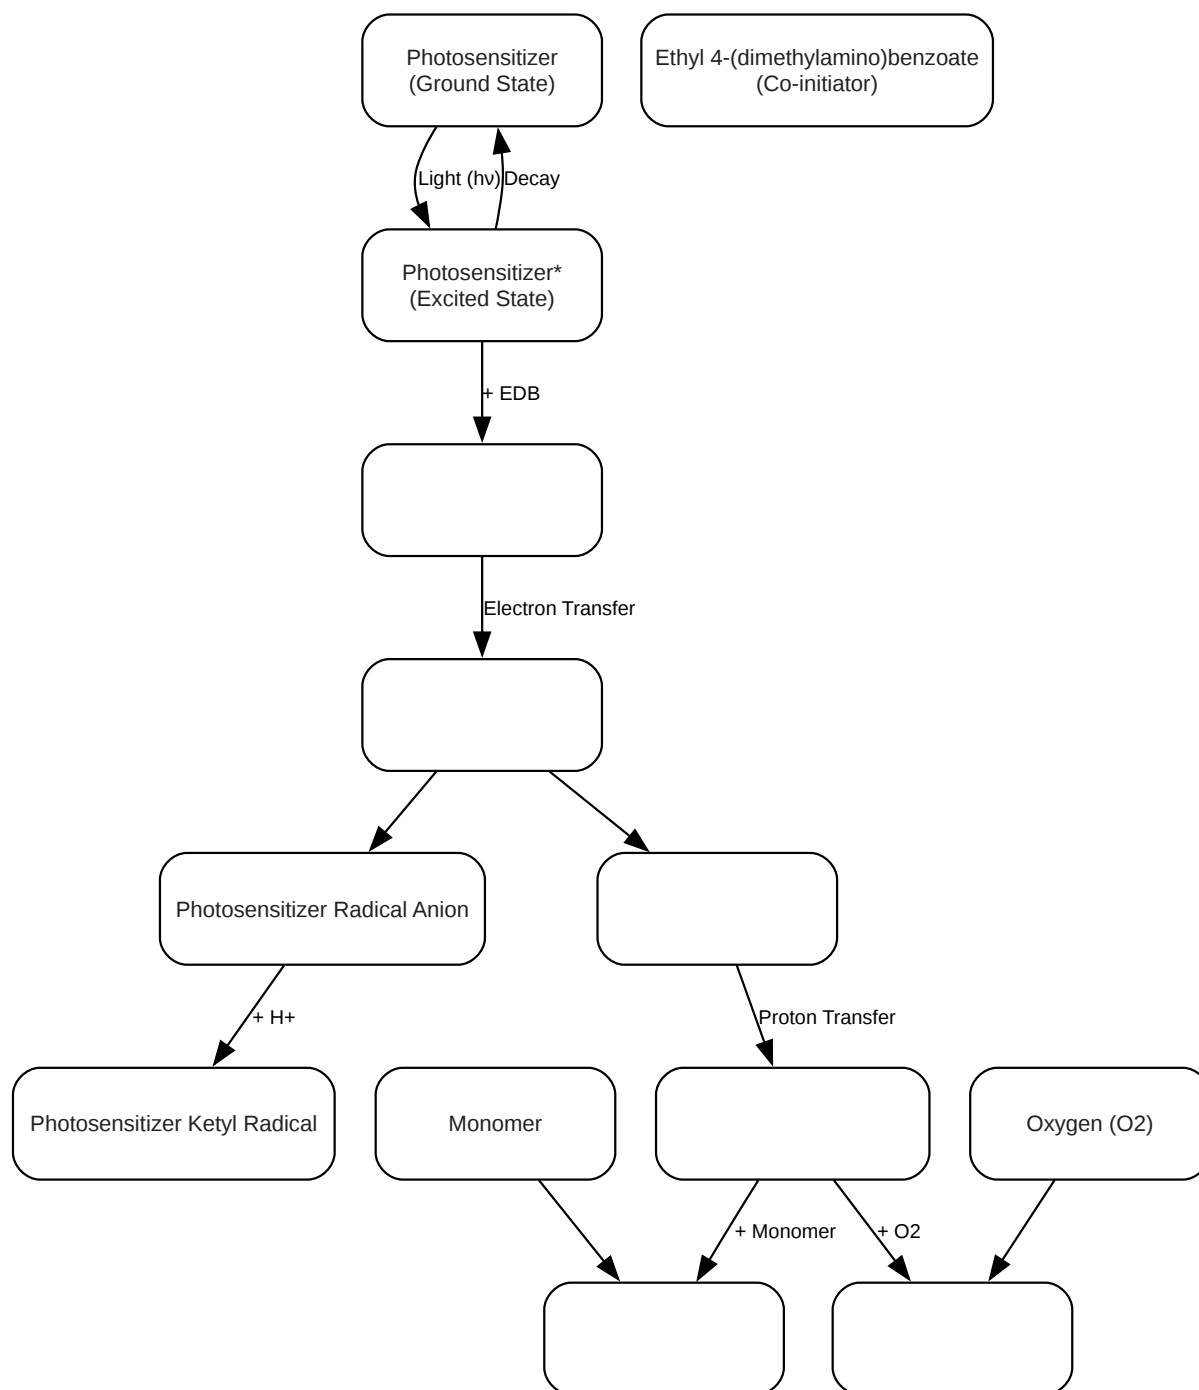 Photosensitizer
(Ground State)
Ethyl 4-(dimethylamino)benzoate
(Co-initiator)
Light (hν)
Decay
Photosensitizer*
(Excited State)
+ EDB
Electron Transfer
Photosensitizer Radical Anion
+ H+
Proton Transfer
Photosensitizer Ketyl Radical
Monomer
Oxygen (O2)
+ Monomer
+ O2